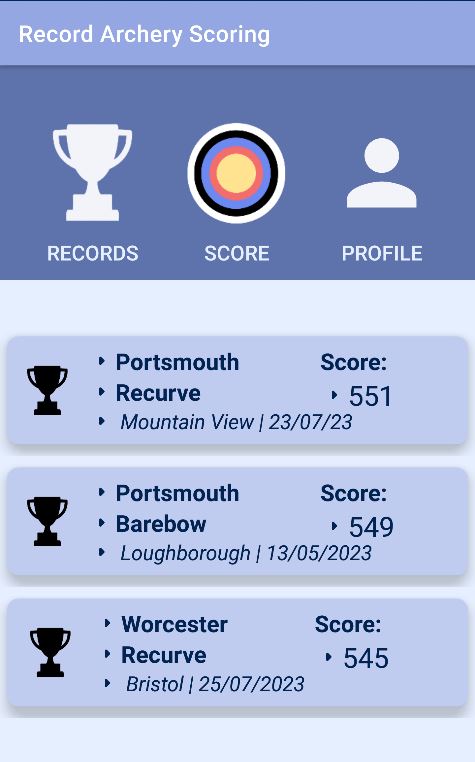 Record Archery Scoring
RECORDS
SCORE
PROFILE
Portsmouth
Score:
Recurve
551
Mountain View | 23/07/23
Portsmouth
Score:
Barebow
549
Loughborough | 13/05/2023
Worcester
Score:
Recurve
545
Bristol | 25/07/2023